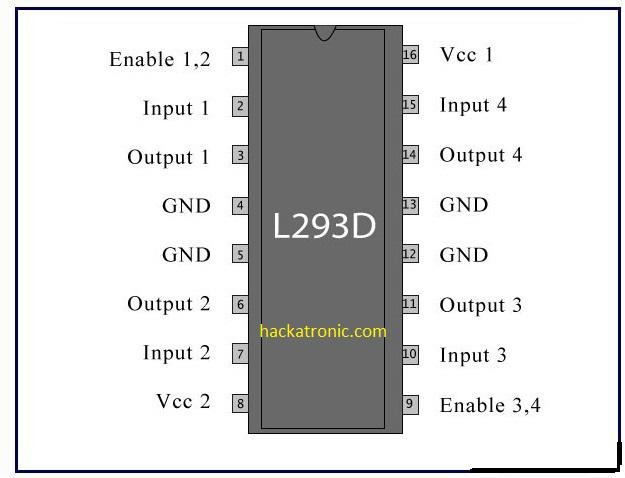 Enable 1,2 1 16 Vcc 1
Input 1 2 15 Input 4
Output 1 3 14 Output 4
GND 4 13 GND
L293D
GND 5 12 GND
Output 2 6 11 Output 3
hackatronic.com
Input 2 7 10 Input 3
Vcc 2 8 9 Enable 3,4